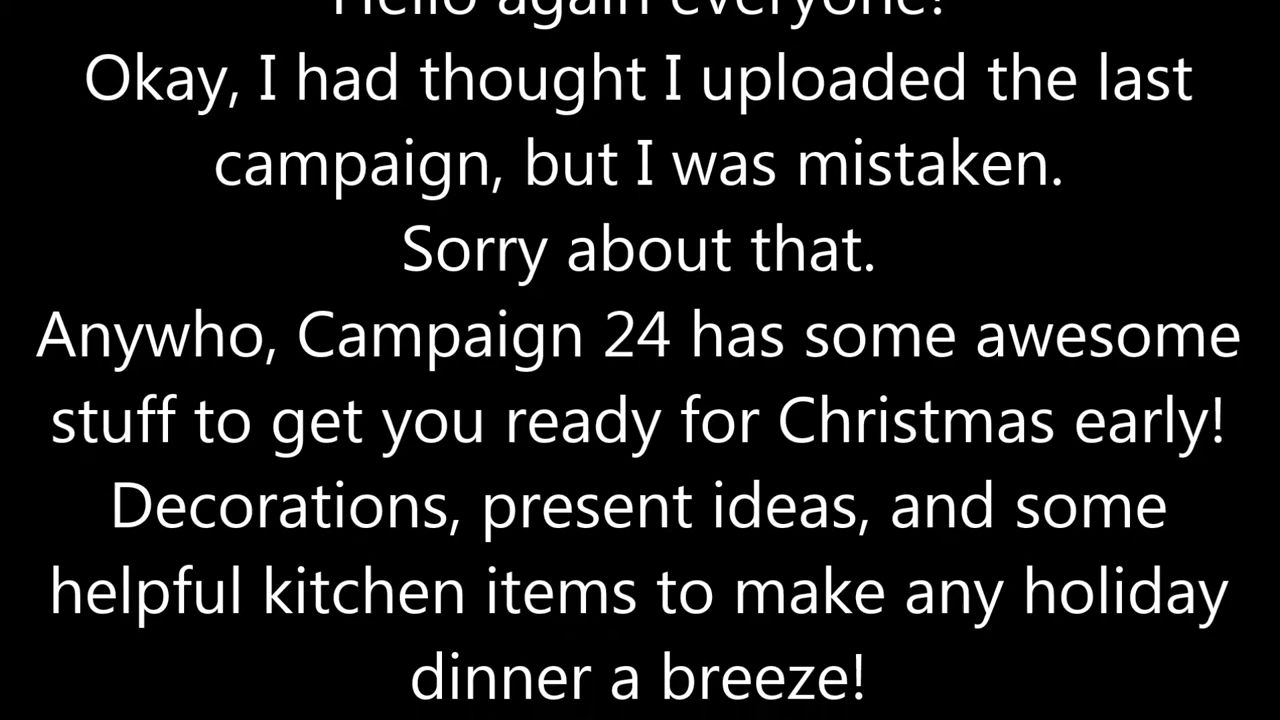 Hello again everyone!
Okay, I had thought I uploaded the last
campaign, but I was mistaken.
Sorry about that.
Anywho, Campaign 24 has some awesome
stuff to get you ready for Christmas early!
Decorations, present ideas, and some
helpful kitchen items to make any holiday
dinner a breeze!